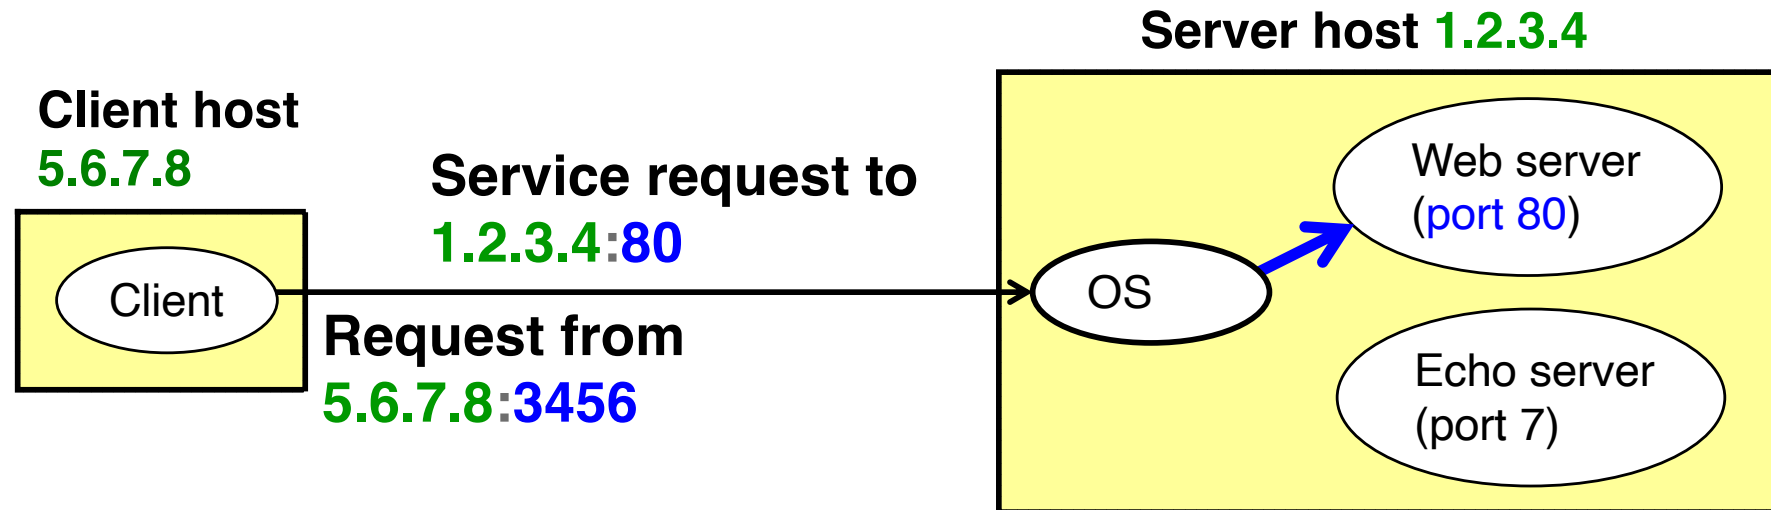 Server host 1.2.3.4
Client host
5.6.7.8
Service request to
1.2.3.4:80
Client
Request from
5.6.7.8:3456
OS
Web server
(port 80)
Echo server
(port 7)